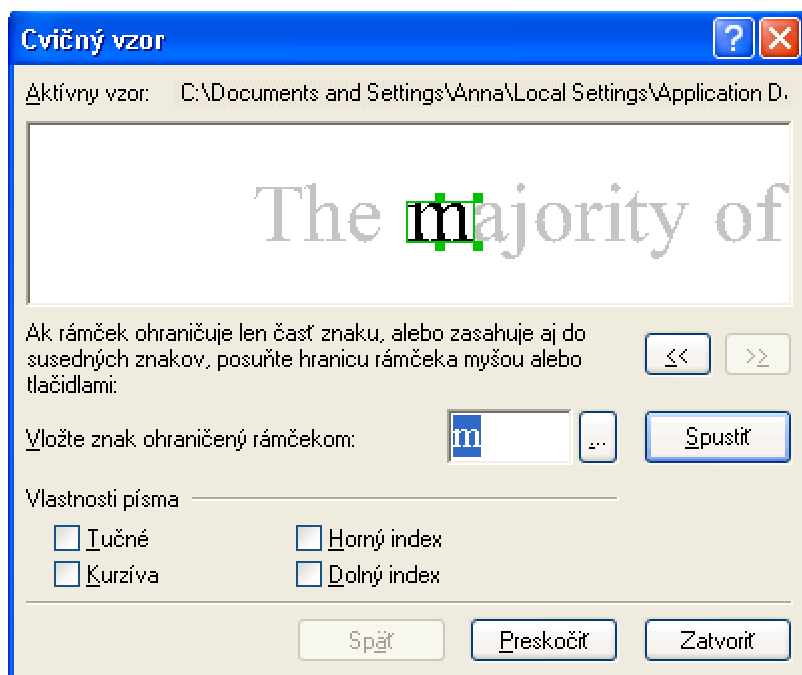 Cvičný vzor
Aktívny vzor: C:\Documents and Settings\Anna\Local Settings\Application D
The majority of
Ak rámček ohraničuje len časť znaku, alebo zasahuje aj do
susedných znakov, posuňte hranicu rámčeka myšou alebo
tlačidlami:
<< >>
Vložte znak ohraničený rámčekom: m ... Spustiť
Vlastnosti písma
Tučné Horný index
Kurzíva Dolný index
Späť Preskočiť Zatvoriť